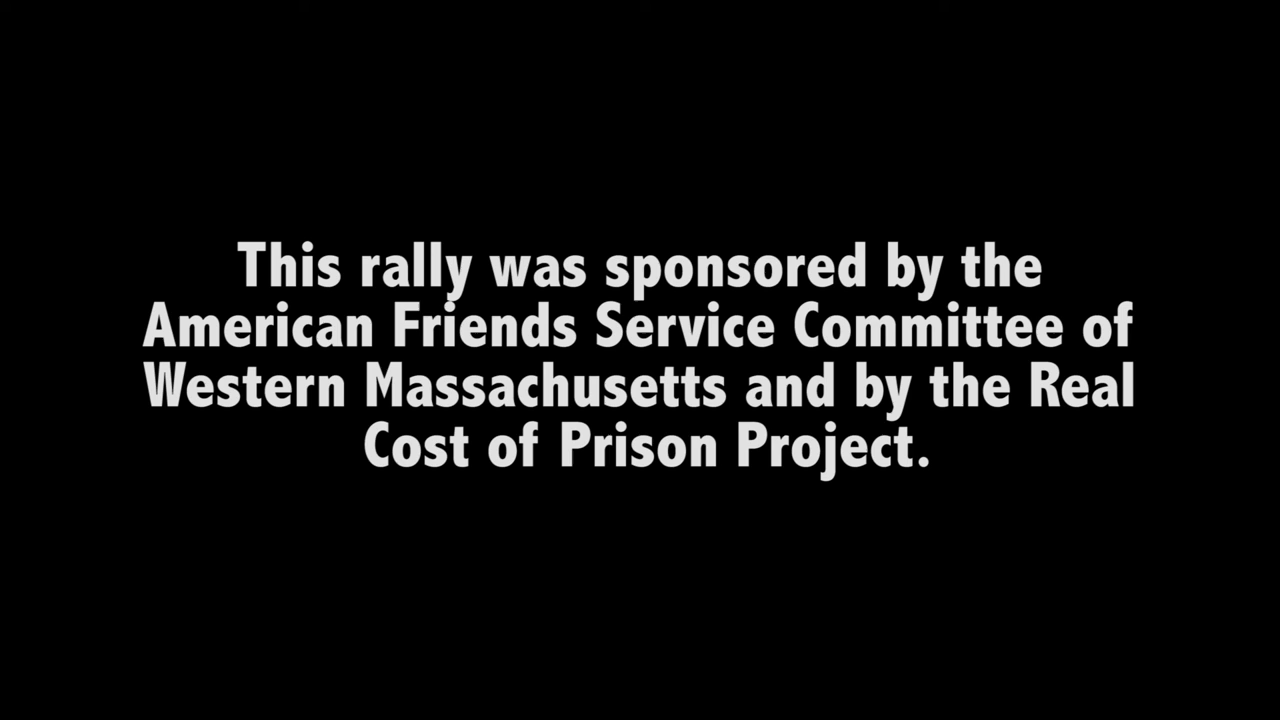 This rally was sponsored by the
American Friends Service Committee of
Western Massachusetts and by the Real
Cost of Prison Project.